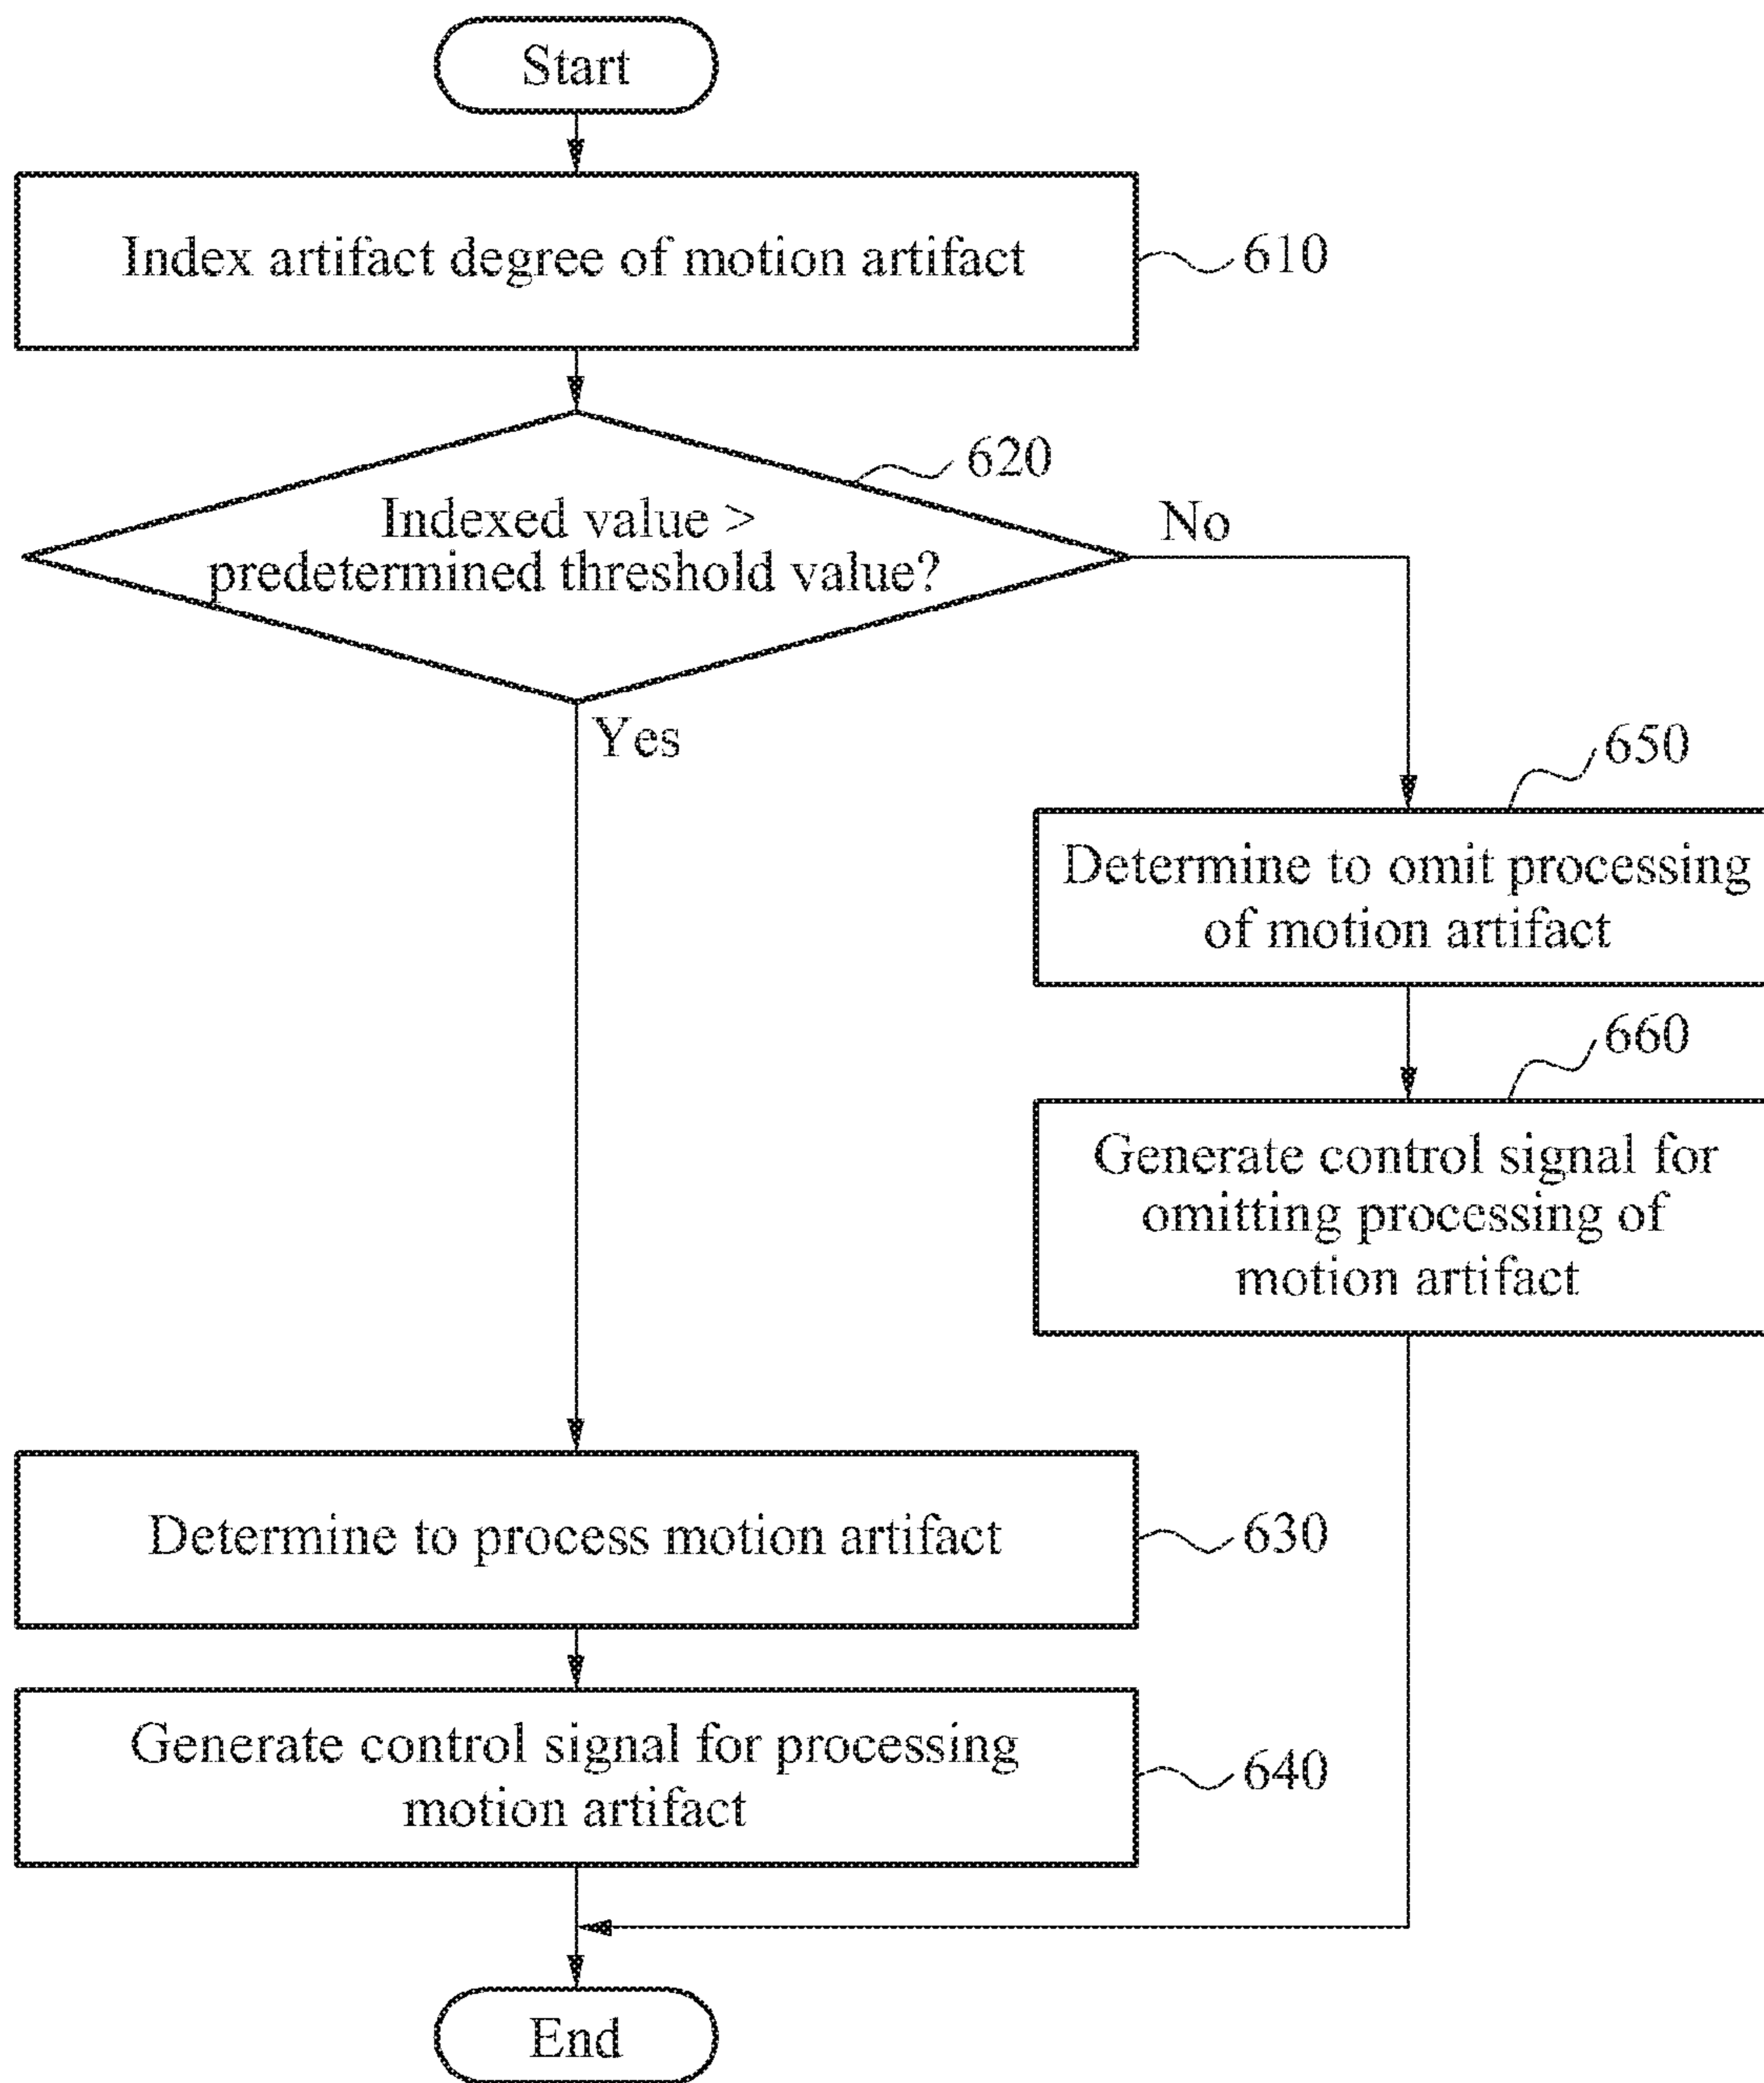 Start
Index artifact degree of motion artifact
610
620
Indexed value >
predetermined threshold value?
No
Yes
650
Determine to omit processing
of motion artifact
660
Generate control signal for
omitting processing of
motion artifact
Determine to process motion artifact
630
Generate control signal for processing
motion artifact
640
End